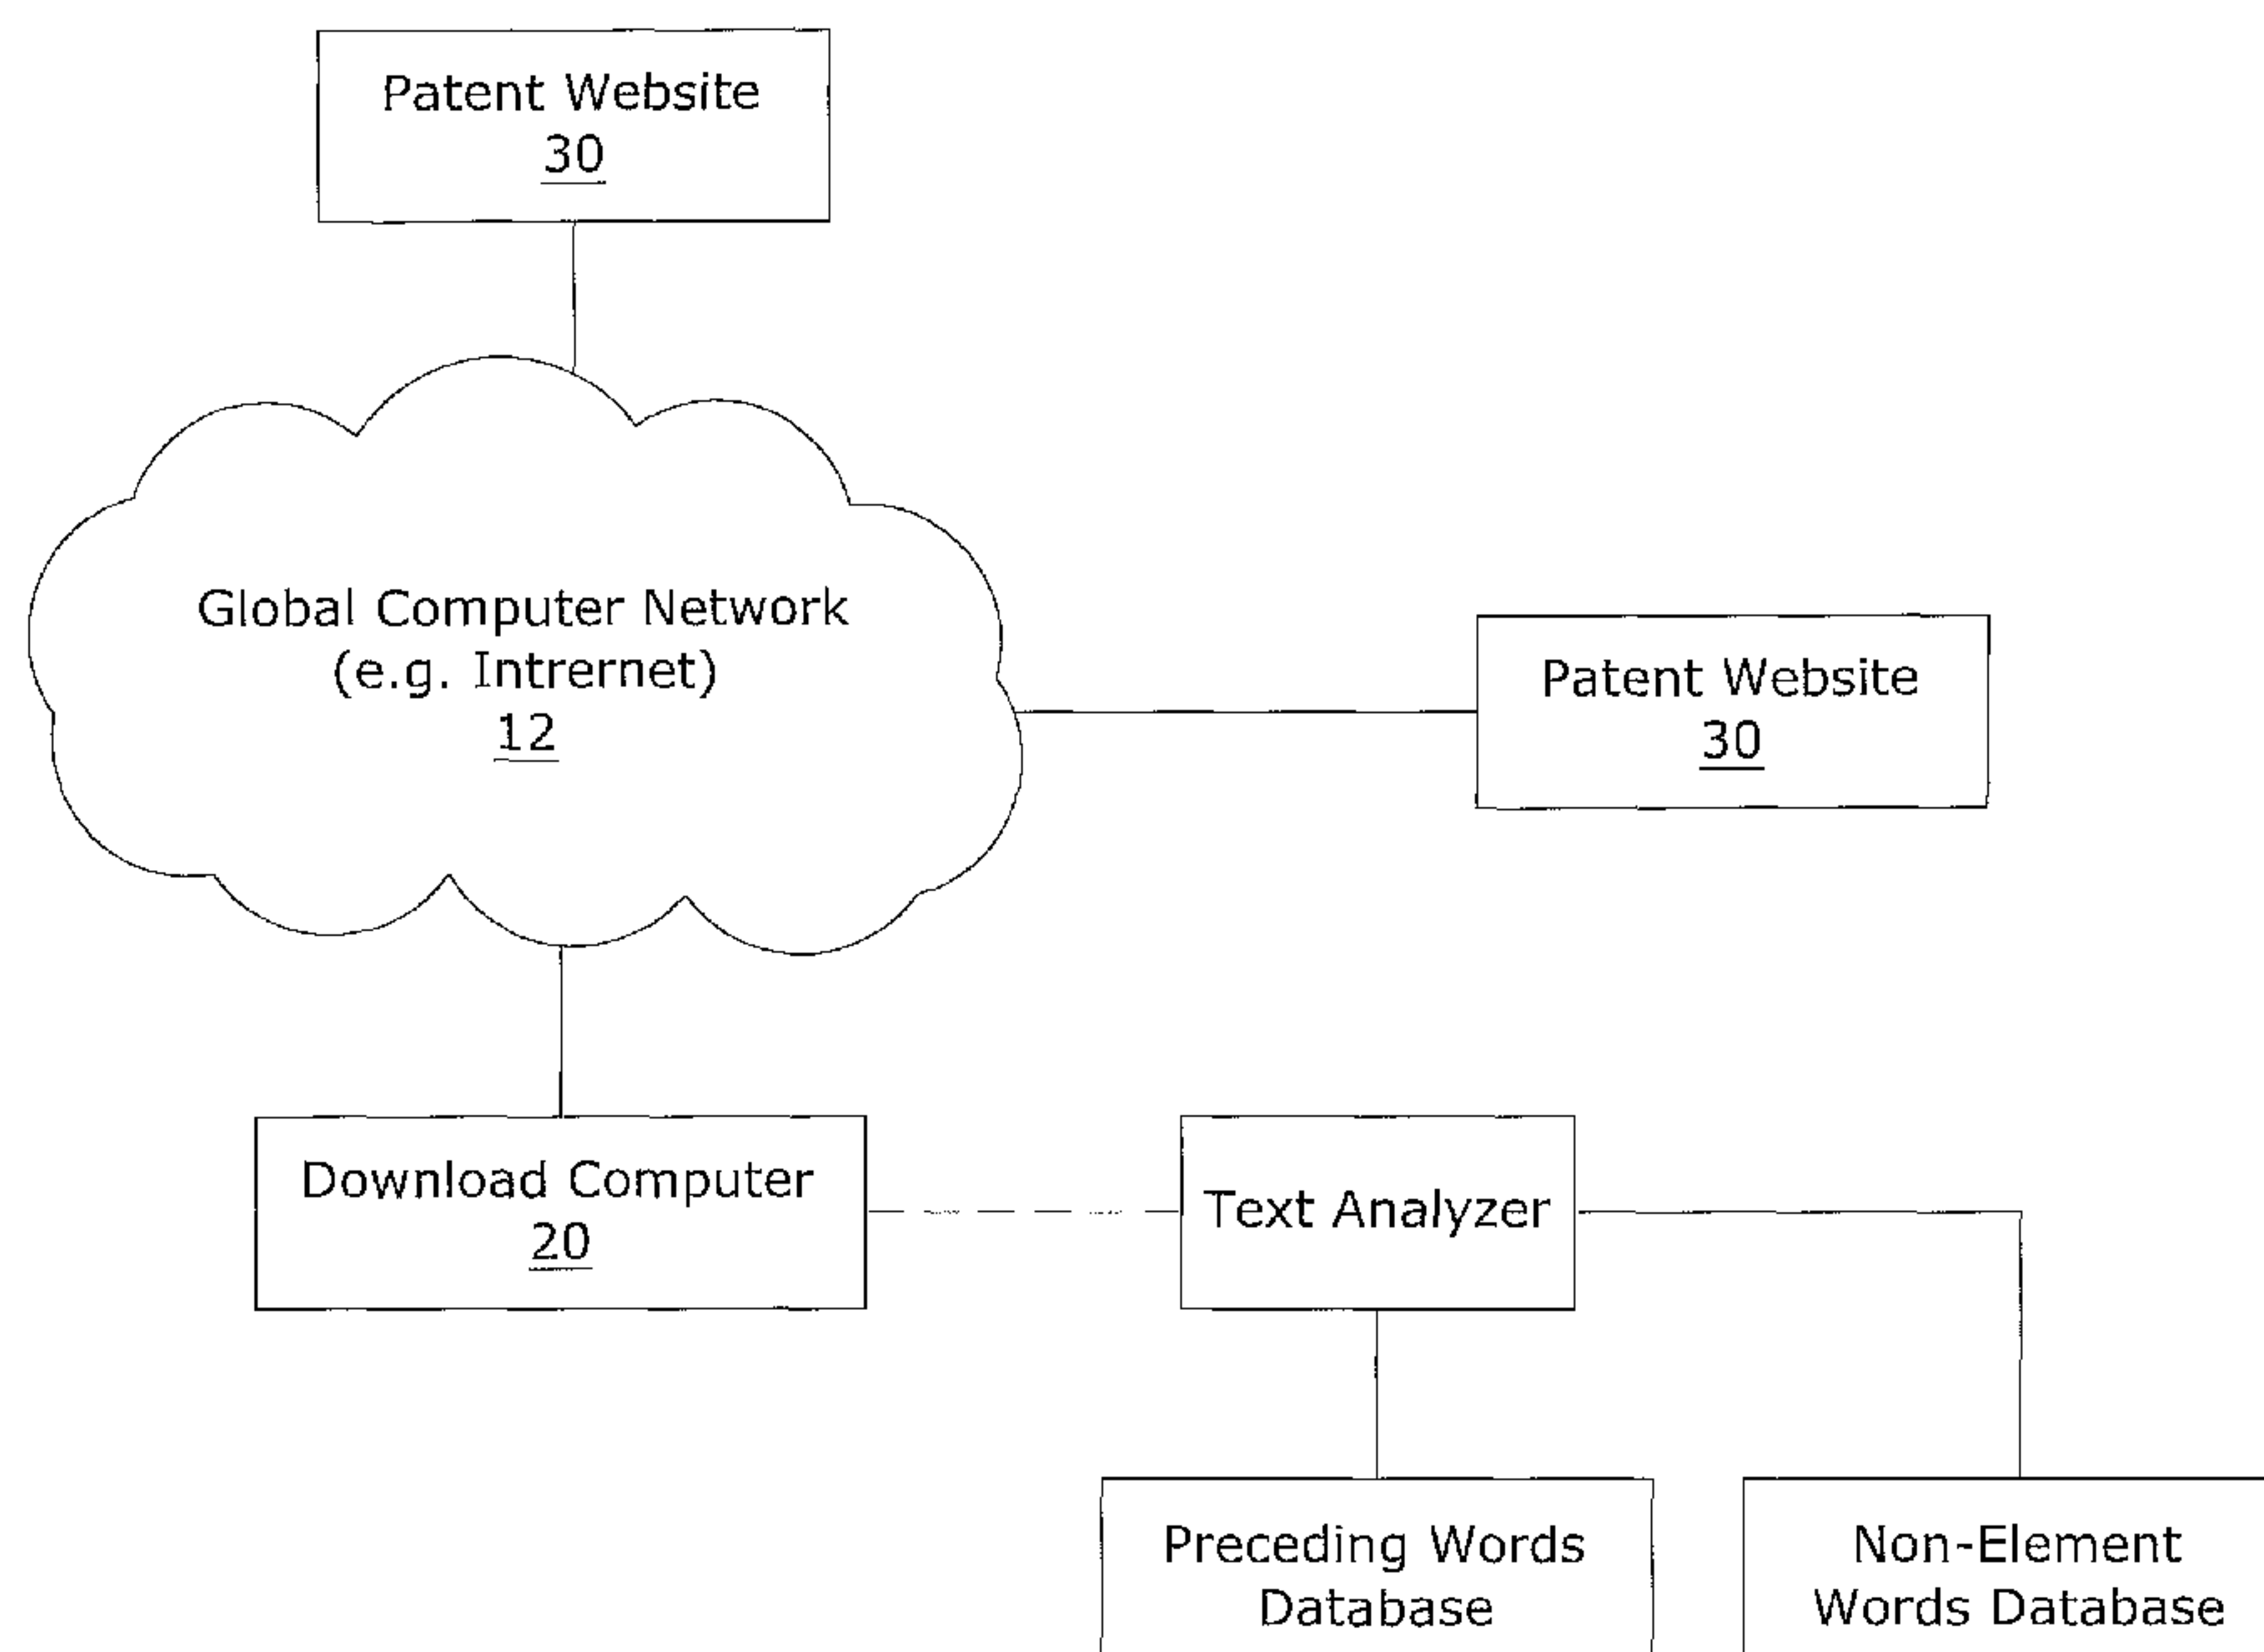 Patent Website
30
Global Computer Network
(e.g. Intrernet)
12
Patent Website
30
Download Computer
20
Text Analyzer
Preceding Words
Database
Non-Element
Words Database